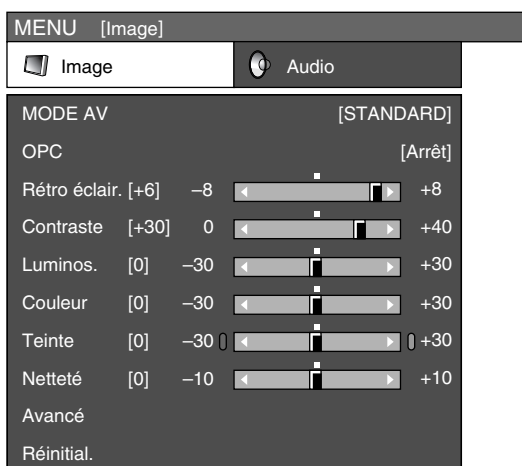 MENU [Image]
Image Audio
MODE AV [STANDARD]
OPC [Arrêt]
Rétro éclair. [+6] –8 +8
Contraste [+30] 0 +40
Luminos. [0] –30 +30
Couleur [0] –30 +30
Teinte [0] –30 +30
Netteté [0] –10 +10
Avancé
Réinitial.